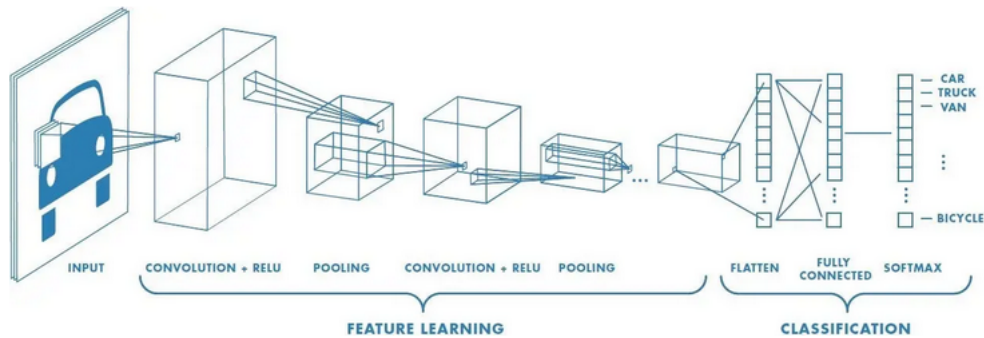 CAR
TRUCK
VAN
BICYCLE
INPUT
CONVOLUTION + RELU
POOLING
CONVOLUTION + RELU
POOLING
FLATTEN
FULLY
CONNECTED
SOFTMAX
FEATURE LEARNING
CLASSIFICATION